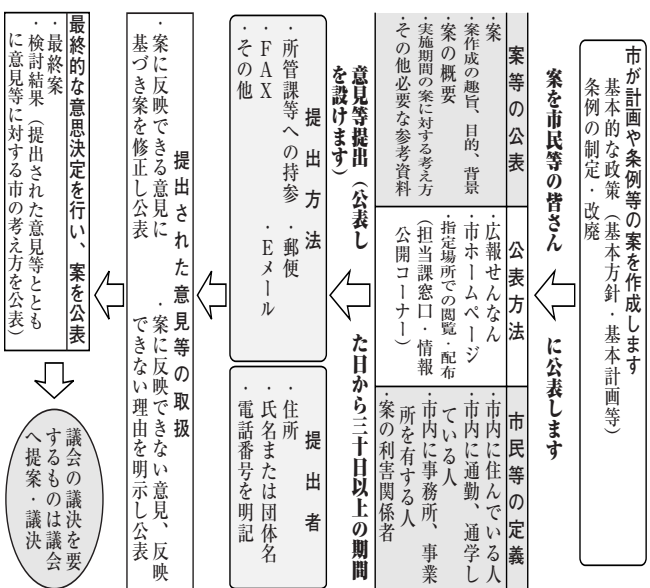 市が計画や条例等の案を作成します
基本的な政策(基本方針・基本計画等)
条例の制定・改廃
案を市民等の皆さんに公表します
案等の公表
・案
・案作成の趣旨、目的、背景
・案の概要
・実施期間の案に対する考え方
・その他必要な参考資料
公表方法
・広報せんなん
・市ホームページ
・指定場所での閲覧・配布
(担当課窓口・情報
公開コーナー)
市民等の定義
・市内に住んでいる人
・市内に通勤、通学し
ている人
・市内に事務所、事業
所を有する人
・案の利害関係者
意見等提出(公表した日から三十日以上の期間
を設けます)
提出方法
・所管課等への持参 ・郵便
・FAX ・Eメール
・その他
提出者
・住所
・氏名または団体名
・電話番号を明記
提出された意見等の取扱
・案に反映できる意見に
基づき案を修正し公表
・案に反映できない意見、反映
できない理由を明示し公表
最終的な意思決定を行い、案を公表
・最終案
・検討結果(提出された意見等ととも
に意見等に対する市の考え方を公表)
議会の議決を要
するものは議会
へ提案・議決